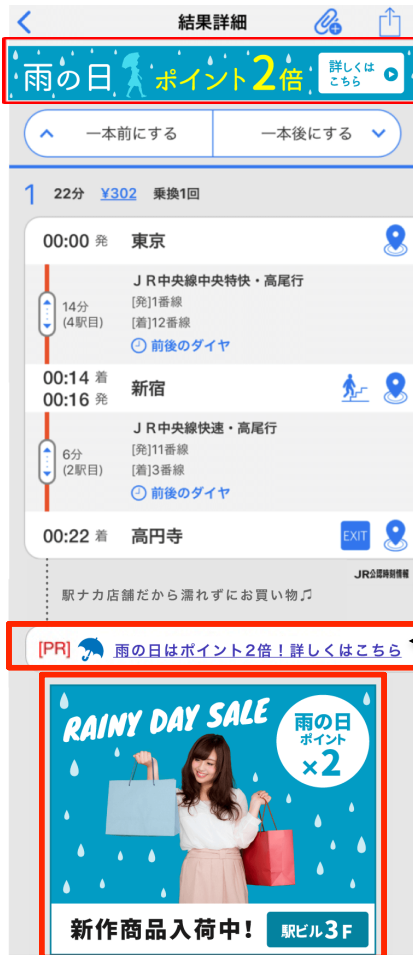 結果詳細
雨の日 ポイント2倍 詳しくは
こちら
一本前にする 一本後にする
1 22分 ¥302 乗換1回
00:00 発 東京
ＪＲ中央線中央特快・高尾行
14分 [発]1番線
(4駅目) [着]12番線
前後のダイヤ
00:14 着 新宿
00:16 発
ＪＲ中央線快速・高尾行
6分 [発]11番線
(2駅目) [着]3番線
前後のダイヤ
00:22 着 高円寺 EXIT
JR公認時刻情報
駅ナカ店舗だから濡れずにお買い物♫
[PR] 雨の日はポイント2倍！詳しくはこちら
RAINY DAY SALE
雨の日
ポイント
×2
新作商品入荷中！ 駅ビル3F